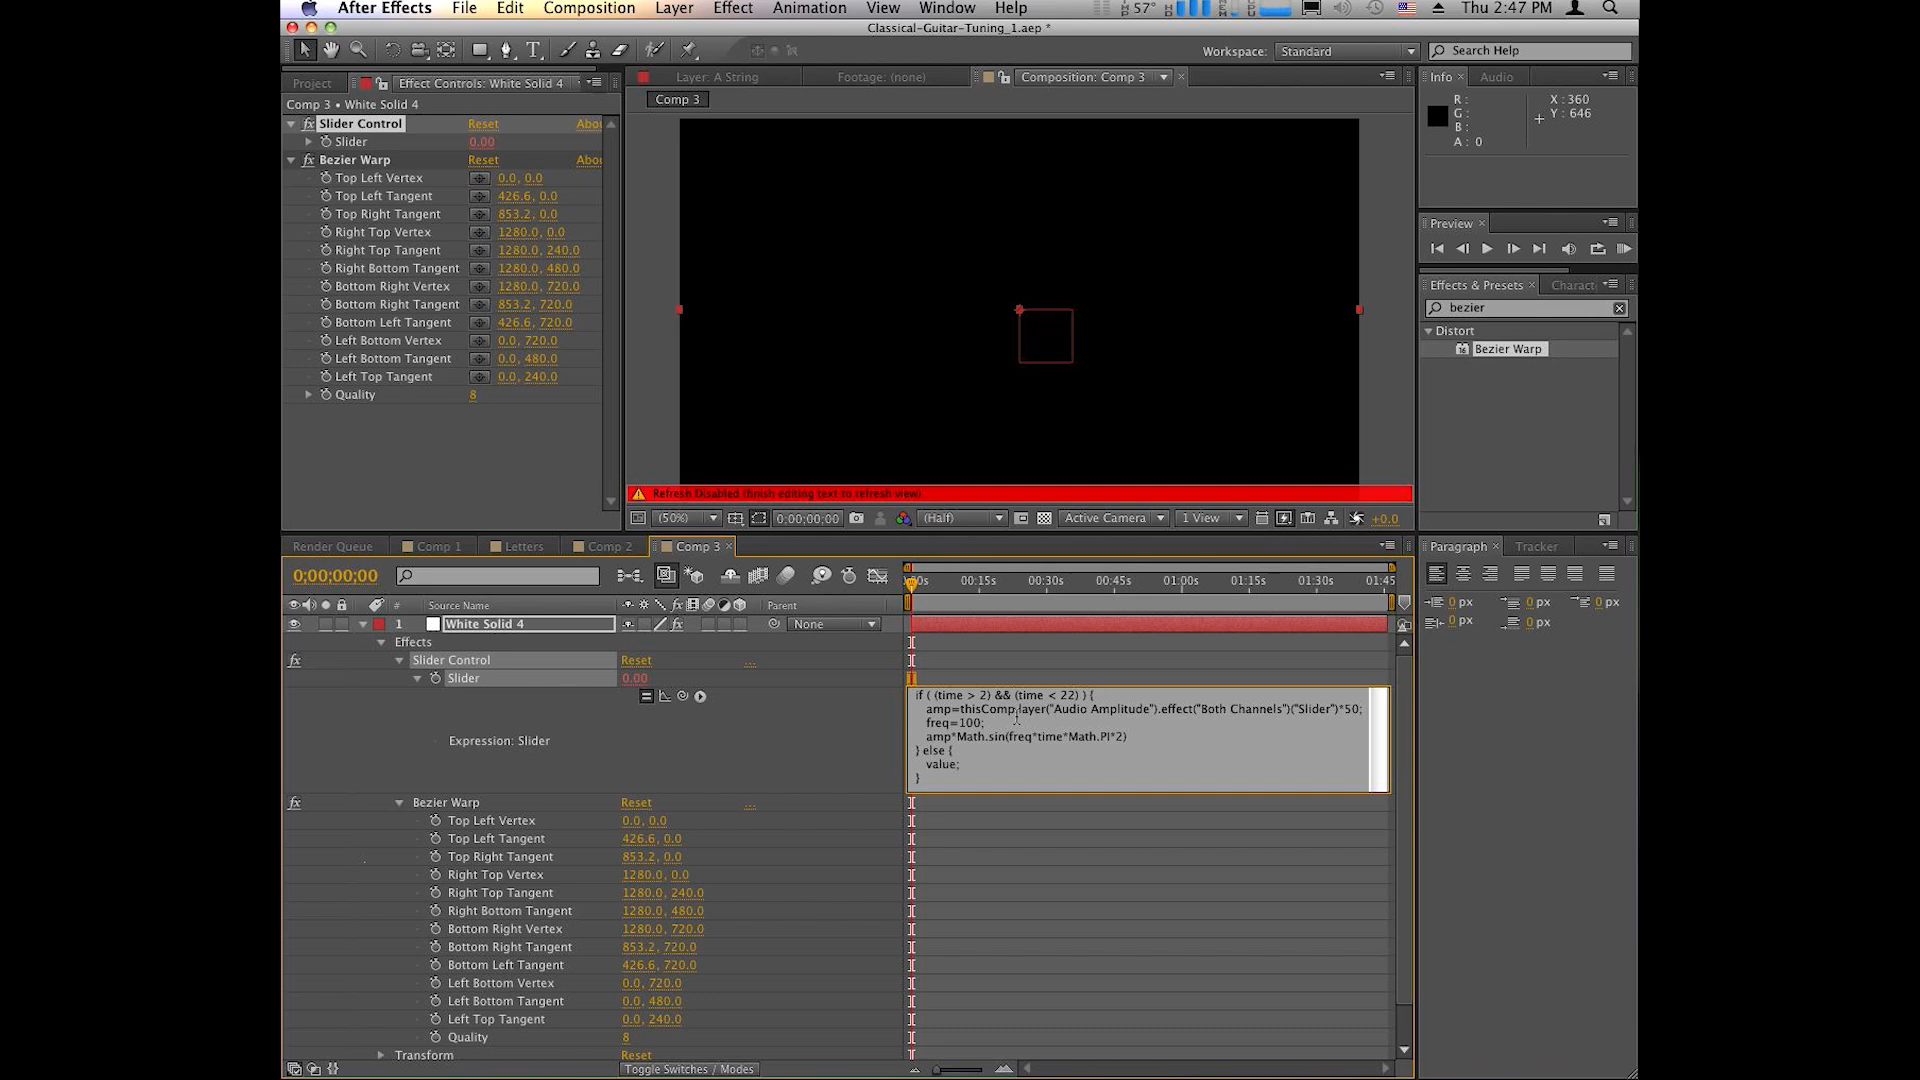 After Effects File Edit Composition Layer Effect Animation View Window Help 57° Thu 2:47 PM
Classical-Guitar-Tuning_1.aep *
Workspace: Standard Search Help
Project Effect Controls: White Solid 4 Layer: A String Footage: (none) Composition: Comp 3 Info Audio
Comp 3 • White Solid 4
Comp 3
R: X: 360
G: Y: 646
B:
A: 0
Slider Control Reset Abou
Slider 0.00
Bezier Warp Reset Abou
Top Left Vertex 0.0, 0.0
Top Left Tangent 426.6, 0.0
Top Right Tangent 853.2, 0.0
Right Top Vertex 1280.0, 0.0
Right Top Tangent 1280.0, 240.0
Right Bottom Tangent 1280.0, 480.0
Bottom Right Vertex 1280.0, 720.0
Bottom Right Tangent 853.2, 720.0
Bottom Left Tangent 426.6, 720.0
Left Bottom Vertex 0.0, 720.0
Left Bottom Tangent 0.0, 480.0
Left Top Tangent 0.0, 240.0
Quality 8
Preview
Effects & Presets Charact
bezier
Distort
Bezier Warp
Refresh Disabled (finish editing text to refresh view)
(50%) 0;00;00;00 (Half) Active Camera 1 View +0.0
Render Queue Comp 1 Letters Comp 2 Comp 3
Paragraph Tracker
0 px 0 px 0 px
0 px 0 px
0;00;00;00
00s 00:15s 00:30s 00:45s 01:00s 01:15s 01:30s 01:45
# Source Name Parent
1 White Solid 4 None
Effects
Slider Control Reset ...
Slider 0.00
Expression: Slider
if ( (time > 2) && (time < 22) ) {
amp=thisComp.layer("Audio Amplitude").effect("Both Channels")("Slider")*50;
freq=100;
amp*Math.sin(freq*time*Math.PI*2)
} else {
value;
}
Bezier Warp Reset ...
Top Left Vertex 0.0, 0.0
Top Left Tangent 426.6, 0.0
Top Right Tangent 853.2, 0.0
Right Top Vertex 1280.0, 0.0
Right Top Tangent 1280.0, 240.0
Right Bottom Tangent 1280.0, 480.0
Bottom Right Vertex 1280.0, 720.0
Bottom Right Tangent 853.2, 720.0
Bottom Left Tangent 426.6, 720.0
Left Bottom Vertex 0.0, 720.0
Left Bottom Tangent 0.0, 480.0
Left Top Tangent 0.0, 240.0
Quality 8
Transform Reset
Toggle Switches / Modes